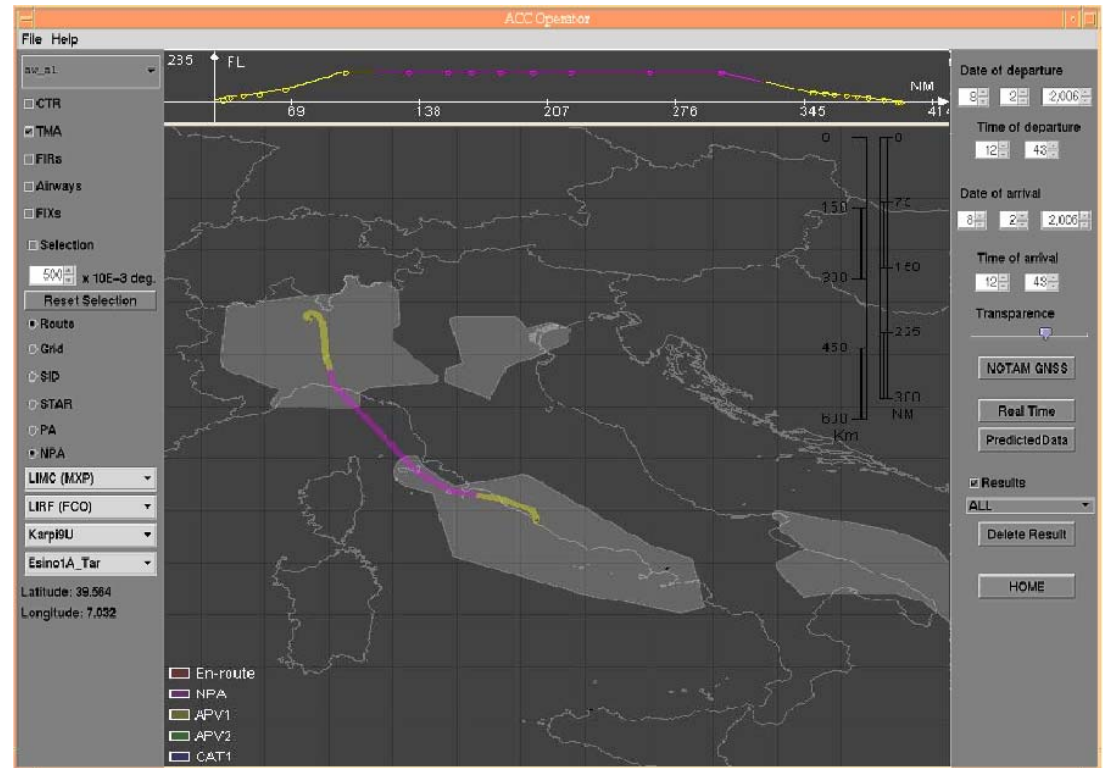 ACC Operator
File Help
CTR
TMA
FIRs
Airways
FIXs
Selection
500 x 10E-3 deg.
Reset Selection
Route
Grid
SID
STAR
PA
NPA
LIMC (MXP)
LIRF (FCO)
Karpi9U
Esino1A_Tar
Latitude: 39.564
Longitude: 7.032
235 FL
NM
69 138 207 276 345 414
0 0
150 75
300 150
450 225
600 300
Km NM
En-route
NPA
APV1
APV2
CAT1
Date of departure
8 2 2,006
Time of departure
12 43
Date of arrival
8 2 2,006
Time of arrival
12 43
Transparence
NOTAM GNSS
Real Time
PredictedData
Results
ALL
Delete Result
HOME